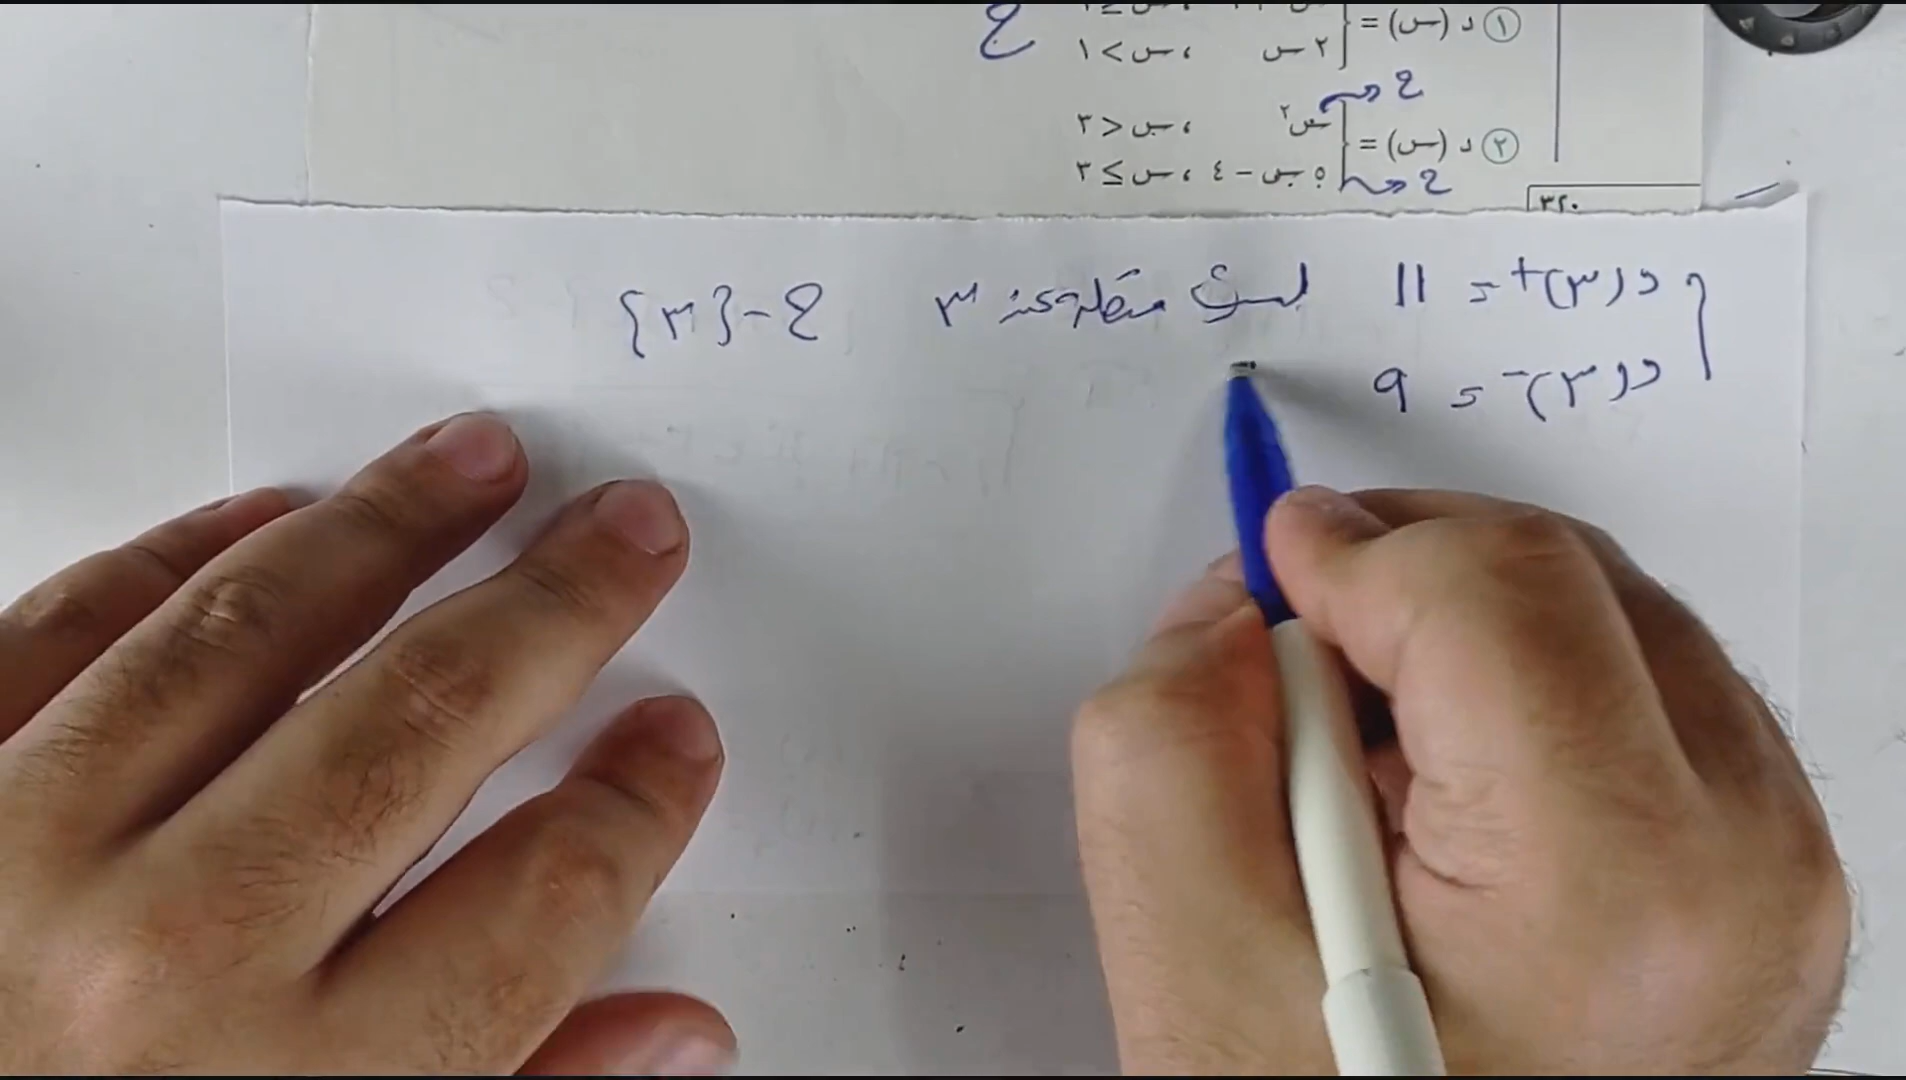 ١ د (س) =
٢ س ، س > ١
ح
ح
٢ د (س) =
س٢ ، س < ٣
٥ س - ٤ ، س ≥ ٣
ح
٣٢٠
د(٣)+ = ١١ ليست متصلة عند ٣ ح - {٣}
د(٣)- = ٩